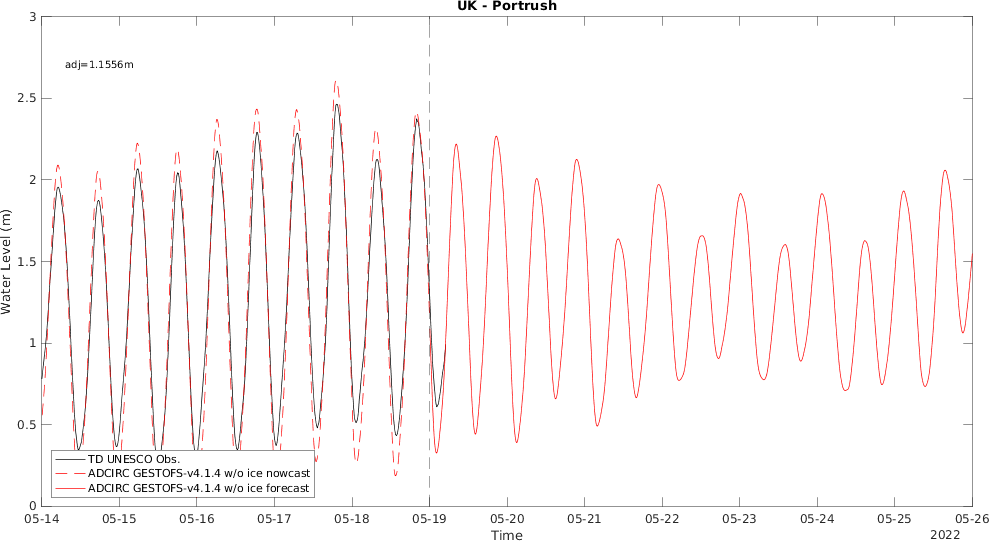 UK - Portrush
3
adj=1.1556m
2.5
2
1.5
1
0.5
0
Water Level (m)
TD UNESCO Obs.
ADCIRC GESTOFS-v4.1.4 w/o ice nowcast
ADCIRC GESTOFS-v4.1.4 w/o ice forecast
05-14 05-15 05-16 05-17 05-18 05-19 05-20 05-21 05-22 05-23 05-24 05-25 05-26
Time
2022